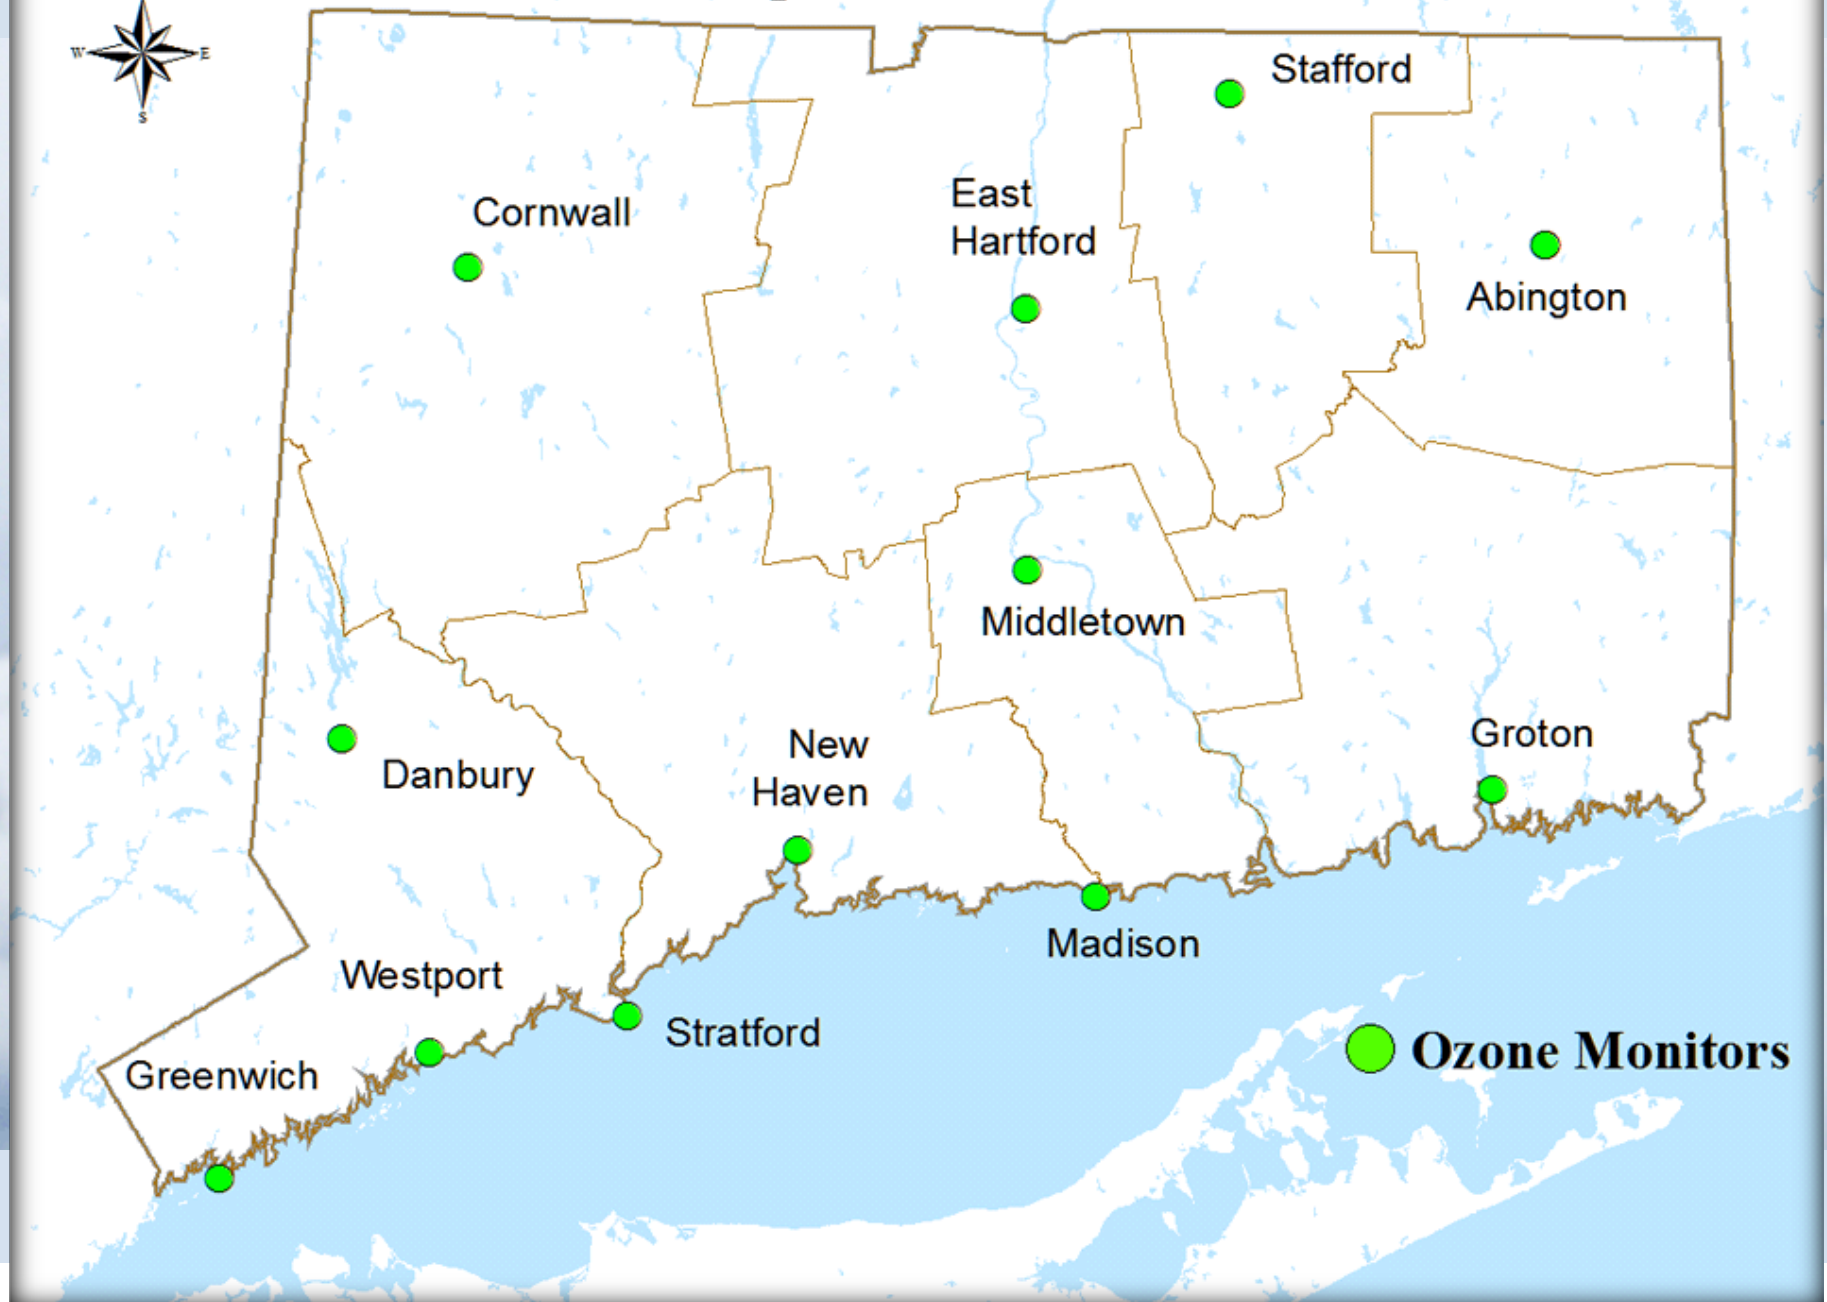 W
E
S
Stafford
East
Hartford
Cornwall
Abington
Middletown
New
Haven
Groton
Danbury
Madison
Westport
Stratford
Ozone Monitors
Greenwich